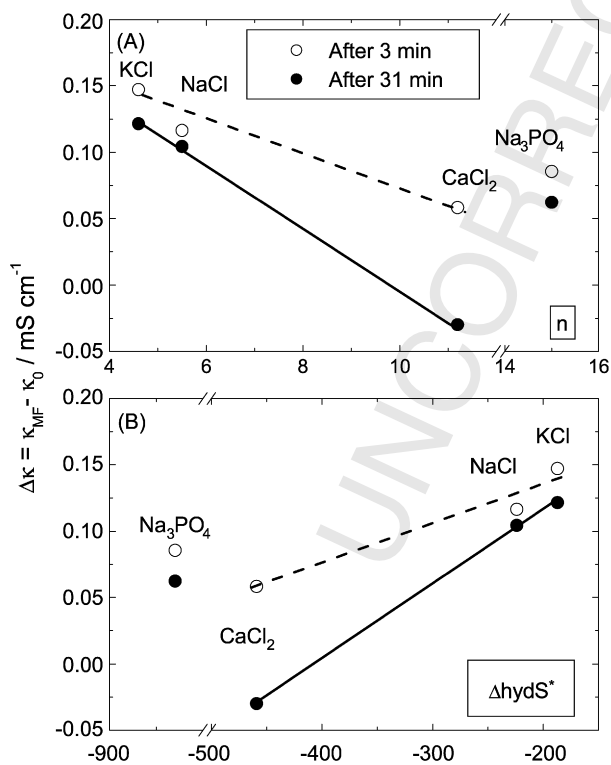 0.20
(A)
After 3 min
After 31 min
KCl
NaCl
0.15
Na₃PO₄
0.10
CaCl₂
0.05
0.00
n
-0.05
4 6 8 10 12 14 15 16
Δκ = κMF - κ0 / mS cm⁻¹
0.20
(B)
KCl
0.15
NaCl
Na₃PO₄
0.10
0.05
CaCl₂
0.00
ΔhydS*
-0.05
-900 -500 -400 -300 -200
UNCORREC